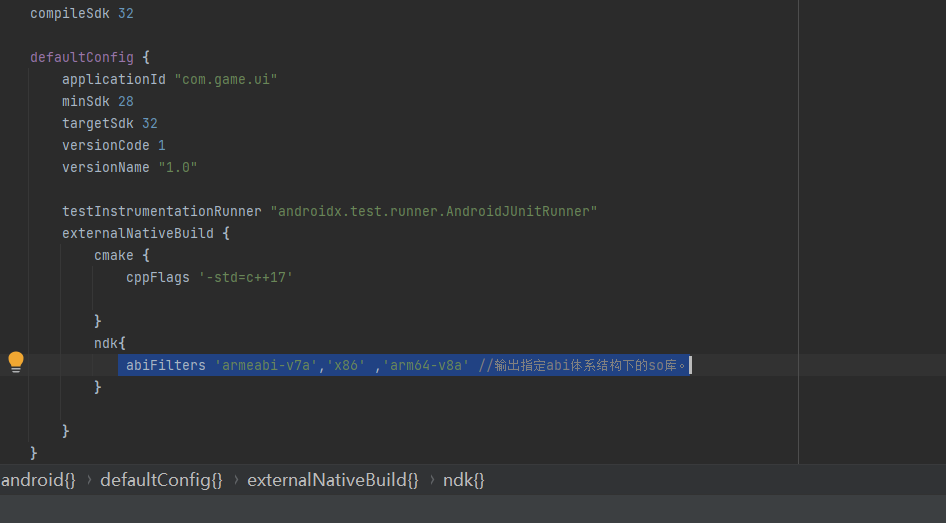 compileSdk 32
defaultConfig {
applicationId "com.game.ui"
minSdk 28
targetSdk 32
versionCode 1
versionName "1.0"
testInstrumentationRunner "androidx.test.runner.AndroidJUnitRunner"
externalNativeBuild {
cmake {
cppFlags '-std=c++17'
}
ndk{
abiFilters 'armeabi-v7a','x86' ,'arm64-v8a' //输出指定abi体系结构下的so库。
}
}
}
android{} › defaultConfig{} › externalNativeBuild{} › ndk{}